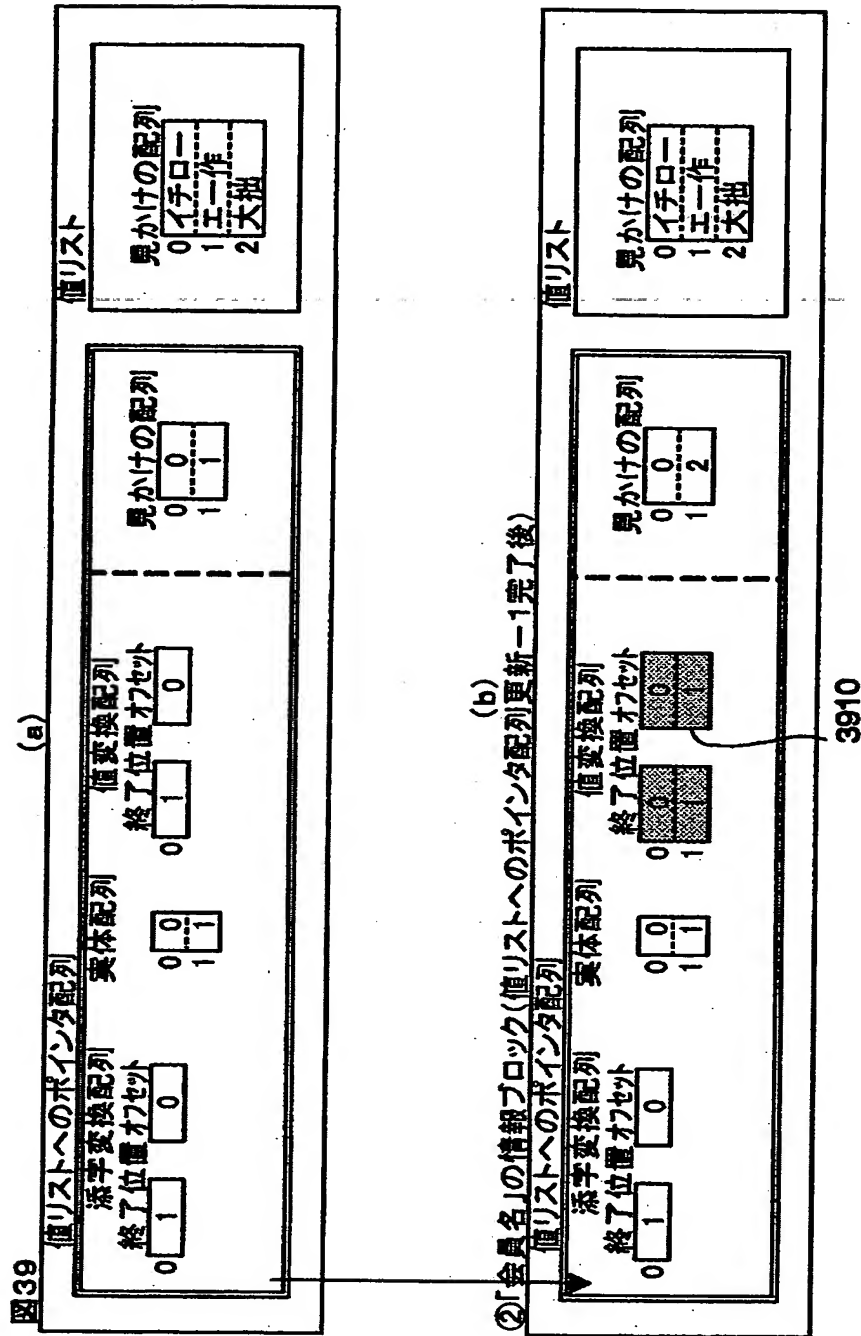 図39
(a)
値リストへのポインタ配列
添字変換配列
終了位置 オフセット
0 1 0
実体配列
0 0
1 1
値変換配列
終了位置 オフセット
0 1 0
見かけの配列
0 0
1 1
値リスト
見かけの配列
0 イチロー
1 エー作
2 大拙
(b)
②「会員名」の情報ブロック(値リストへのポインタ配列更新ー1完了後)
値リストへのポインタ配列
添字変換配列
終了位置 オフセット
0 1 0
実体配列
0 0
1 1
値変換配列
終了位置 オフセット
0 0 0
1 1 1
見かけの配列
0 0
1 2
値リスト
見かけの配列
0 イチロー
1 エー作
2 大拙
3910